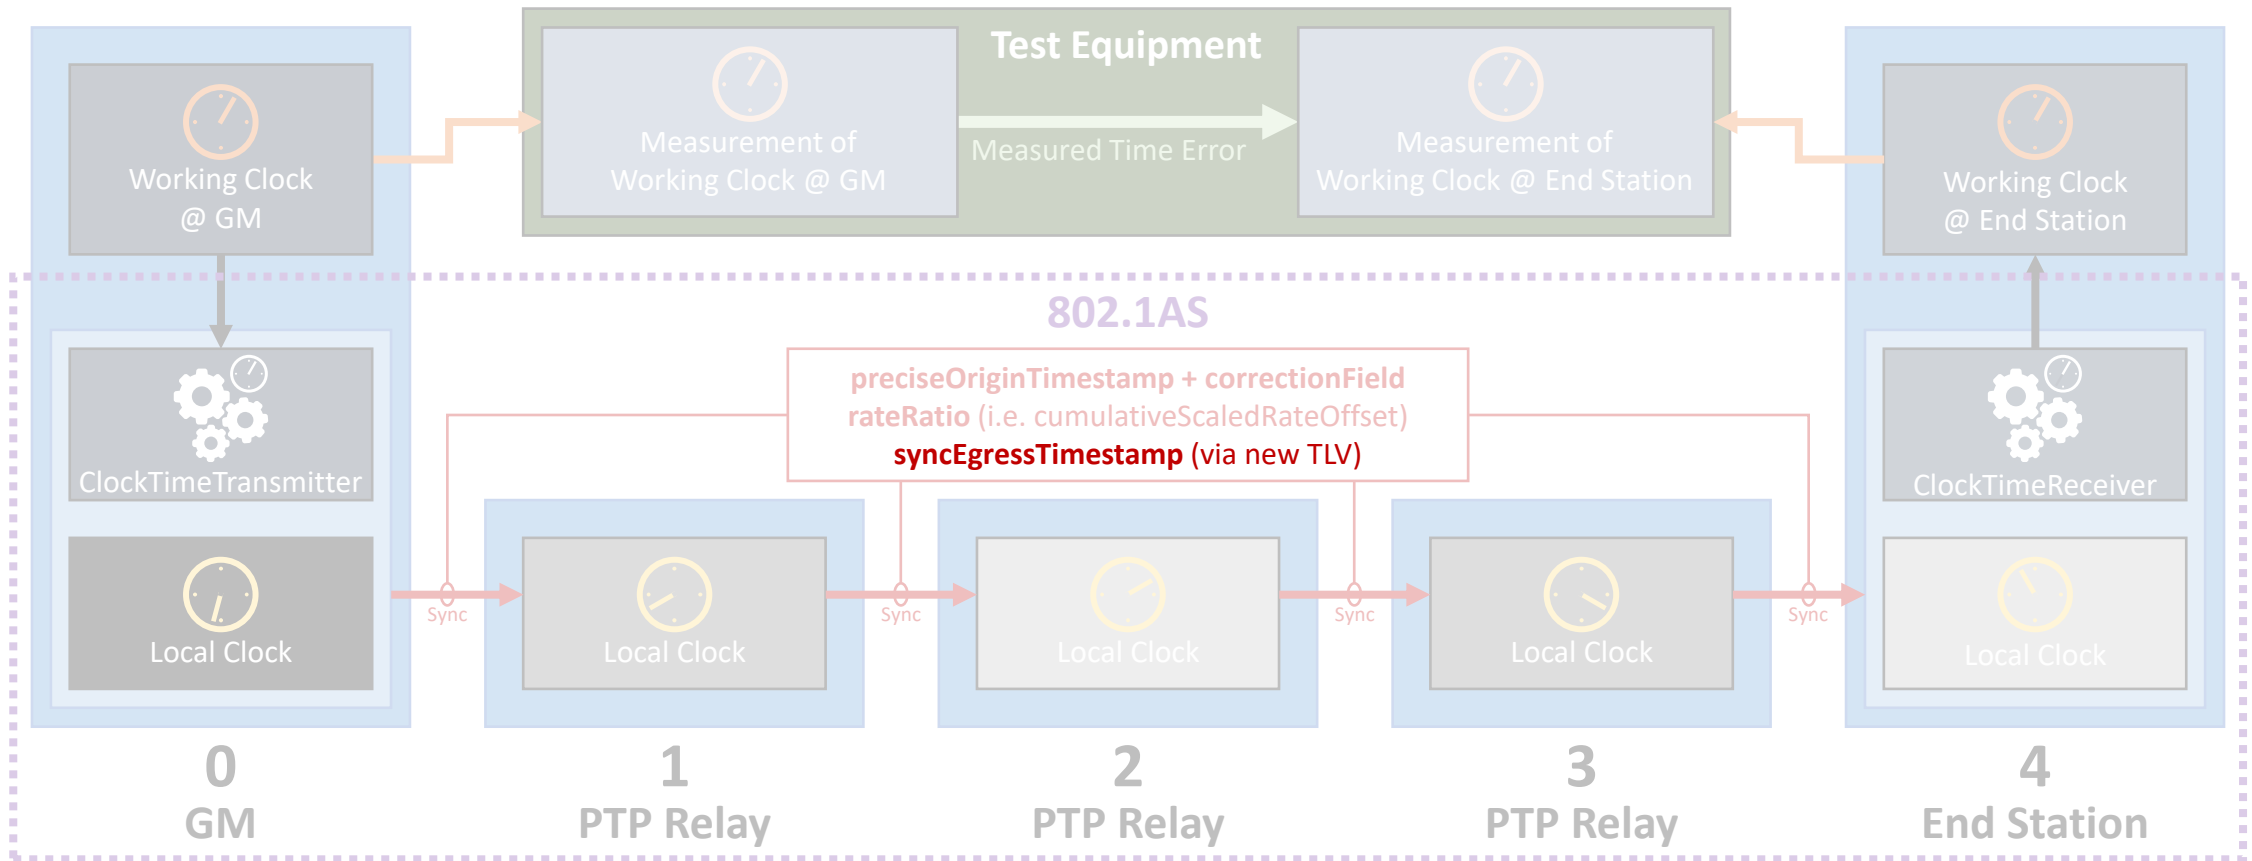 Test Equipment
Working Clock
@ GM
Measurement of
Working Clock @ GM
Measured Time Error
Measurement of
Working Clock @ End Station
Working Clock
@ End Station
802.1AS
ClockTimeTransmitter
preciseOriginTimestamp + correctionField
rateRatio (i.e. cumulativeScaledRateOffset)
syncEgressTimestamp (via new TLV)
ClockTimeReceiver
Local Clock
Sync
Local Clock
Sync
Local Clock
Sync
Local Clock
Sync
Local Clock
0
GM
1
PTP Relay
2
PTP Relay
3
PTP Relay
4
End Station